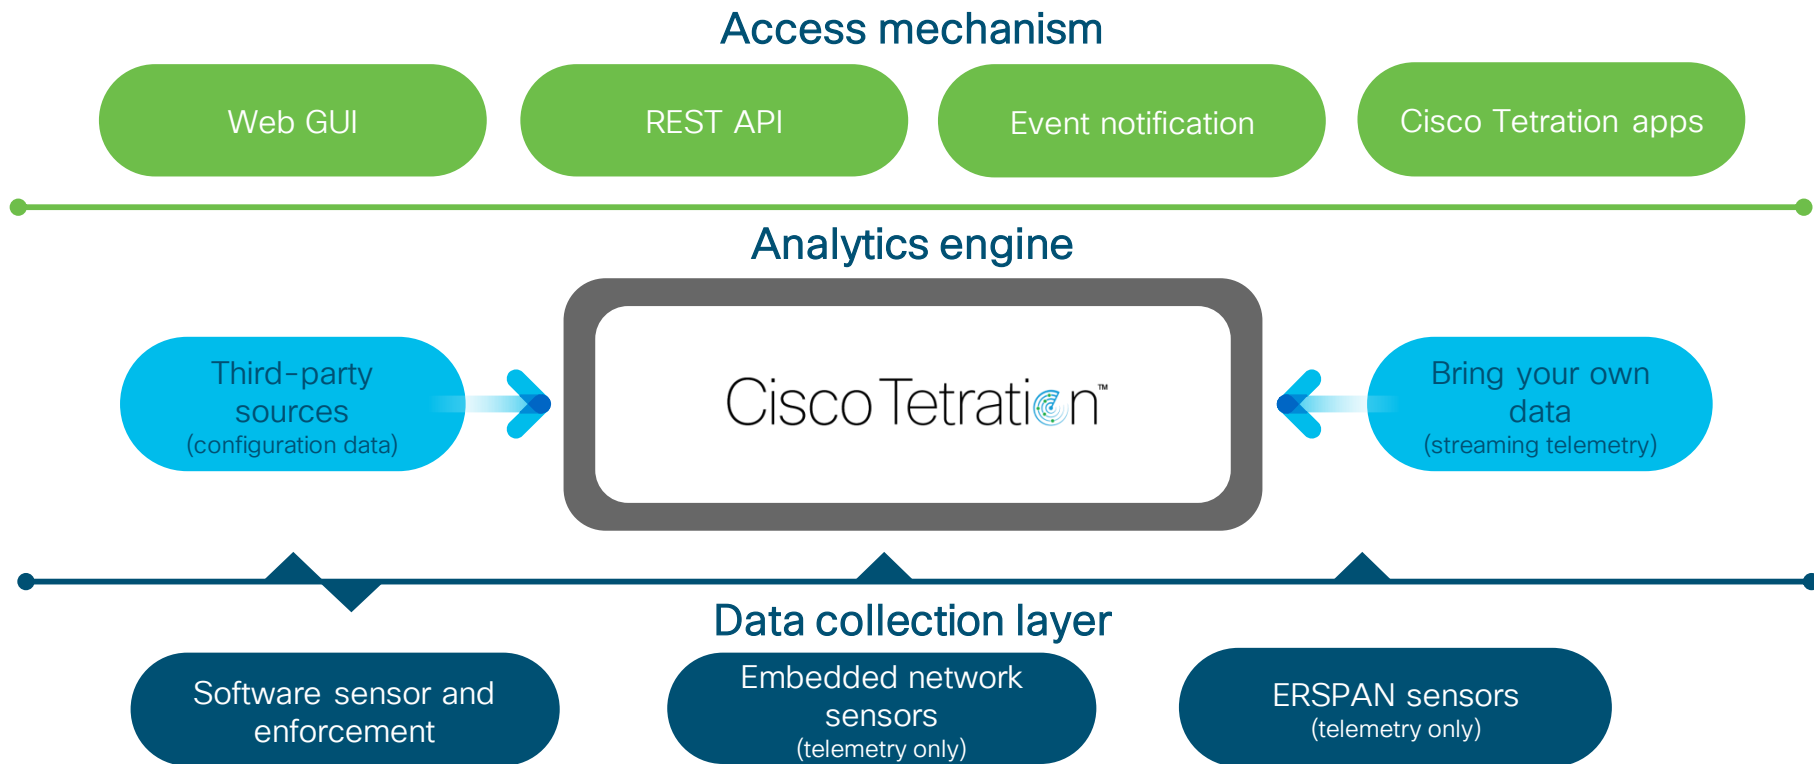 Access mechanism
Web GUI
REST API
Event notification
Cisco Tetration apps
Analytics engine
Third-party
sources
(configuration data)
Cisco Tetration™
Bring your own
data
(streaming telemetry)
Data collection layer
Software sensor and
enforcement
Embedded network
sensors
(telemetry only)
ERSPAN sensors
(telemetry only)